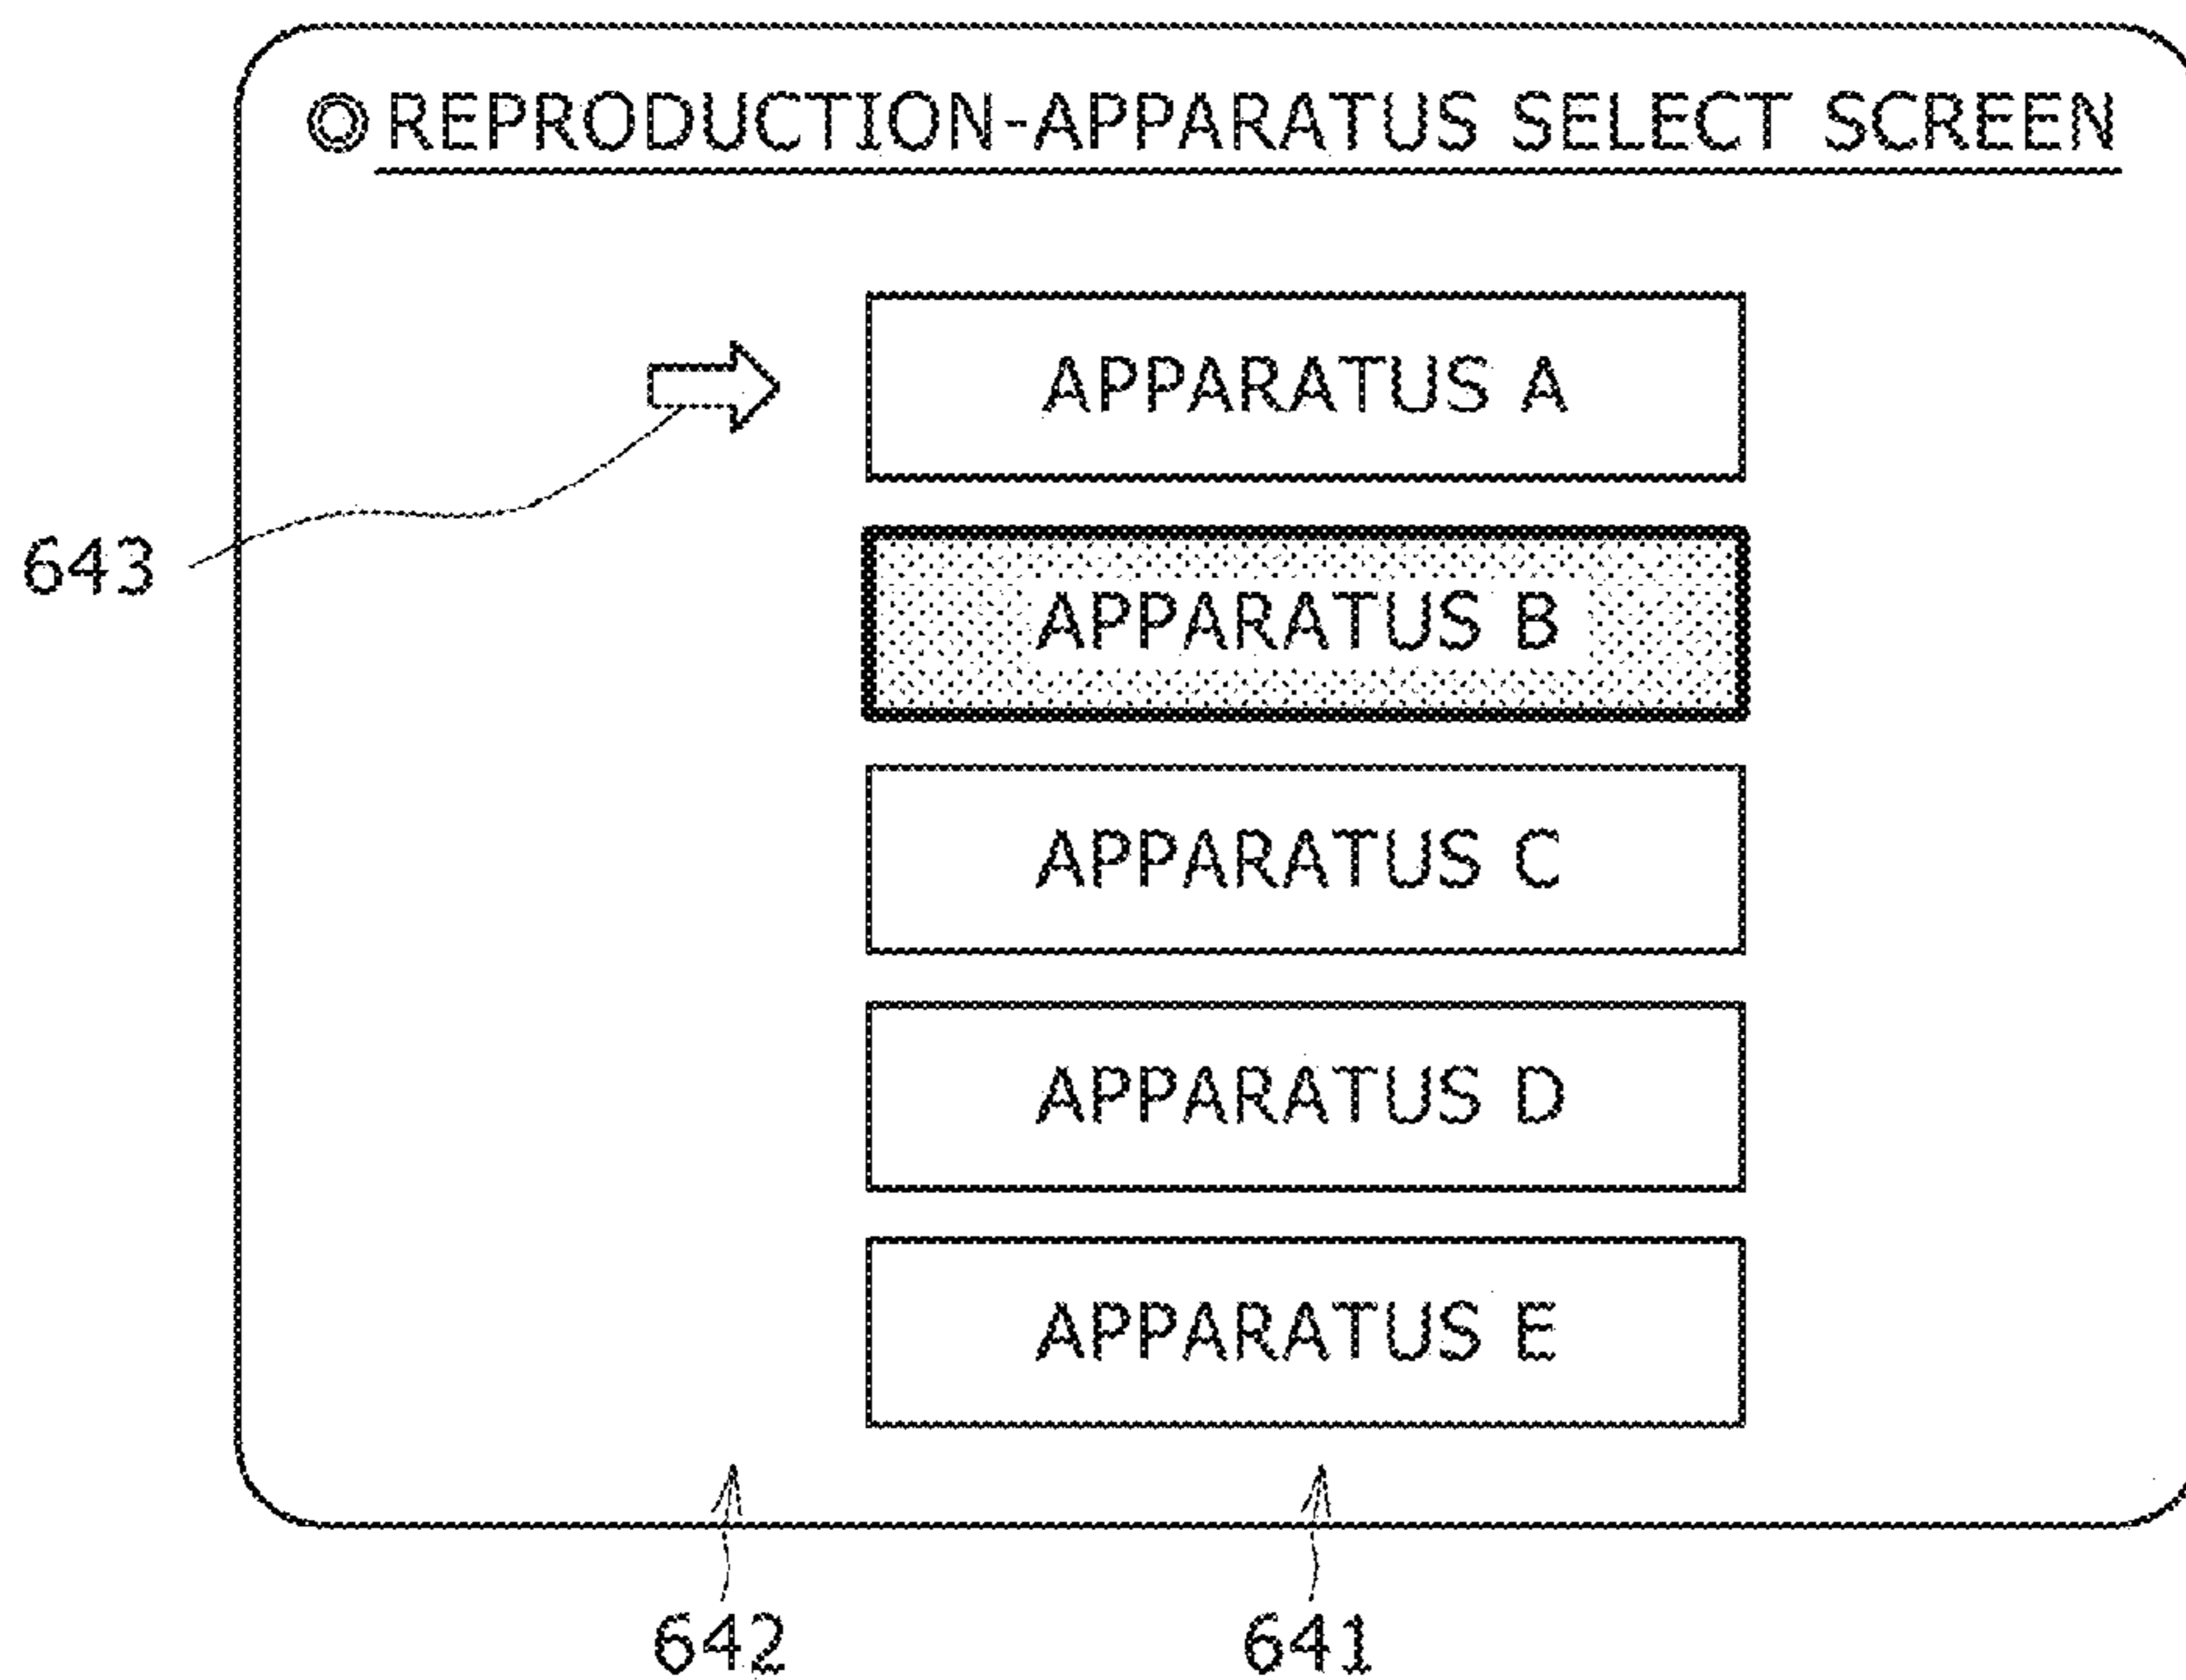 ◎REPRODUCTION-APPARATUS SELECT SCREEN
APPARATUS A
643
APPARATUS B
APPARATUS C
APPARATUS D
APPARATUS E
642 641